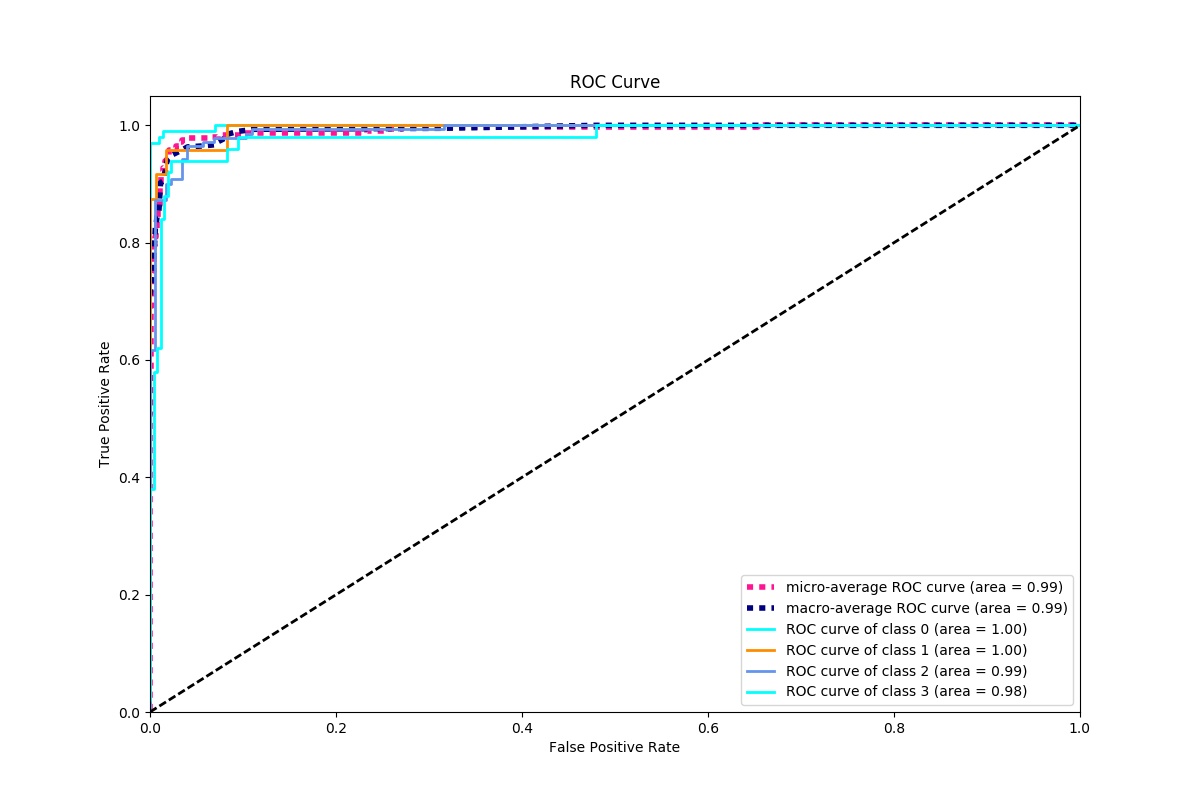 ROC Curve
1.0
0.8
0.6
0.4
0.2
0.0
True Positive Rate
0.0 0.2 0.4 0.6 0.8 1.0
False Positive Rate
micro-average ROC curve (area = 0.99)
macro-average ROC curve (area = 0.99)
ROC curve of class 0 (area = 1.00)
ROC curve of class 1 (area = 1.00)
ROC curve of class 2 (area = 0.99)
ROC curve of class 3 (area = 0.98)